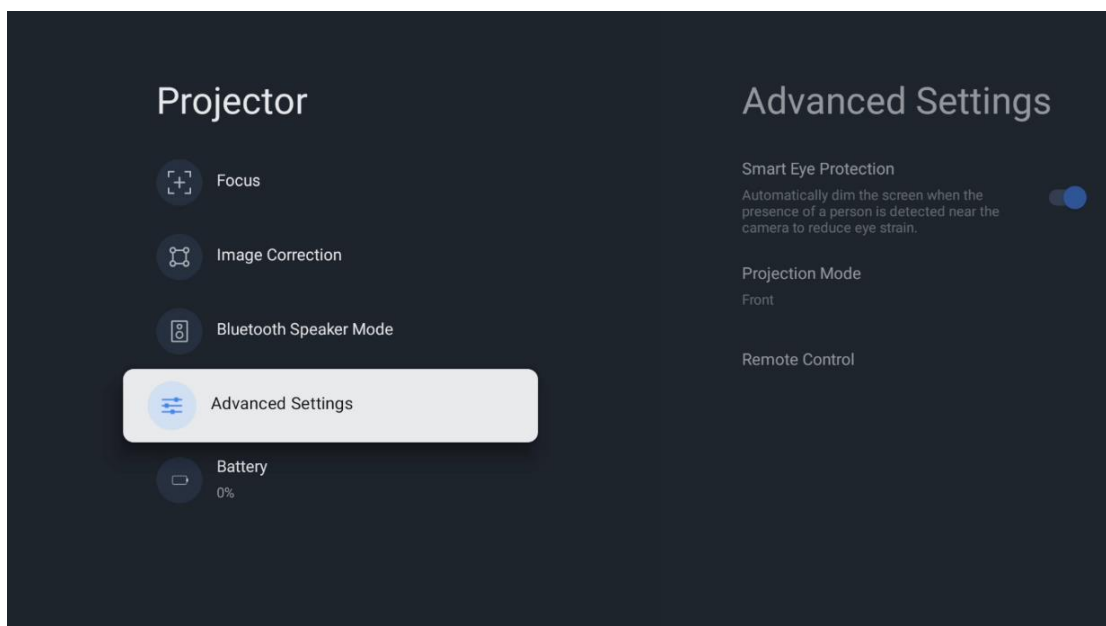 Projector
Focus
Image Correction
Bluetooth Speaker Mode
Advanced Settings
Battery
0%
Advanced Settings
Smart Eye Protection
Automatically dim the screen when the
presence of a person is detected near the
camera to reduce eye strain.
Projection Mode
Front
Remote Control